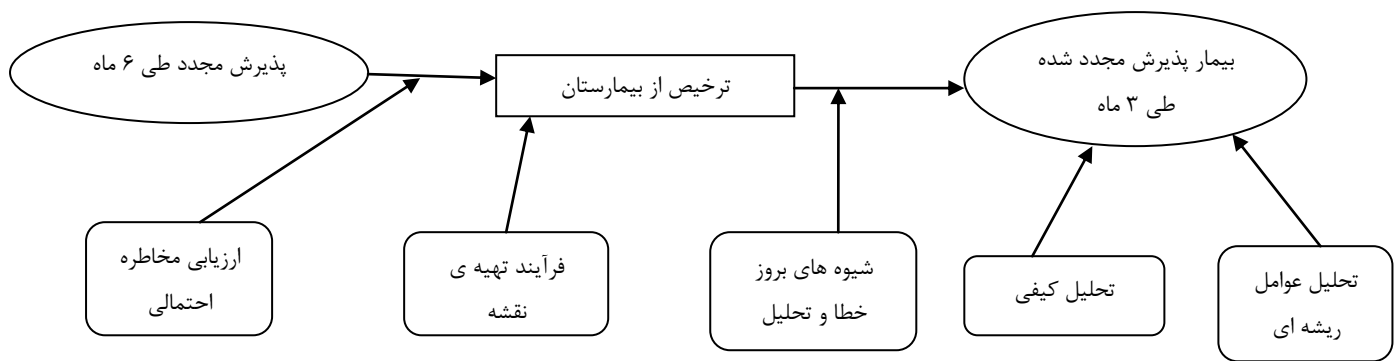 پذیرش مجدد طی ۶ ماه
ترخیص از بیمارستان
بیمار پذیرش مجدد شده
طی ۳ ماه
ارزیابی مخاطره
احتمالی
فرآیند تهیه ی
نقشه
شیوه های بروز
خطا و تحلیل
تحلیل کیفی
تحلیل عوامل
ریشه ای